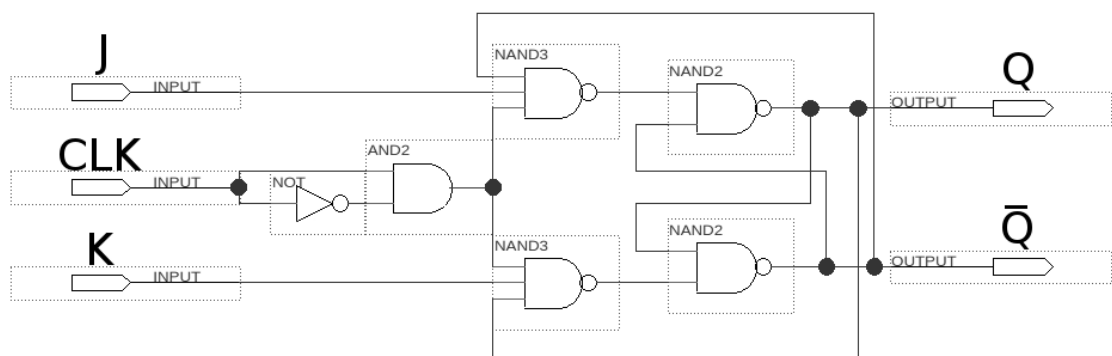 J
INPUT
NAND3
NAND2
Q
OUTPUT
CLK
INPUT
AND2
NOT
K
INPUT
NAND3
NAND2
Q̅
OUTPUT